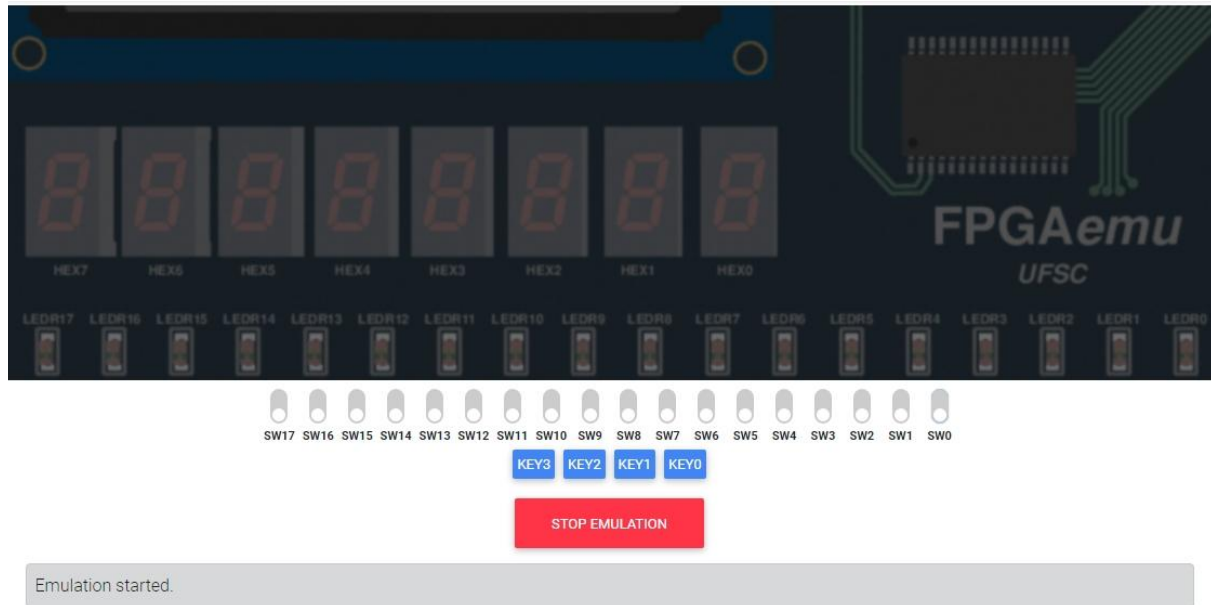 FPGAemu
UFSC
HEX7 HEX6 HEX5 HEX4 HEX3 HEX2 HEX1 HEX0
LEDR17 LEDR16 LEDR15 LEDR14 LEDR13 LEDR12 LEDR11 LEDR10 LEDR9 LEDR8 LEDR7 LEDR6 LEDR5 LEDR4 LEDR3 LEDR2 LEDR1 LEDR0
SW17 SW16 SW15 SW14 SW13 SW12 SW11 SW10 SW9 SW8 SW7 SW6 SW5 SW4 SW3 SW2 SW1 SW0
KEY3 KEY2 KEY1 KEY0
STOP EMULATION
Emulation started.